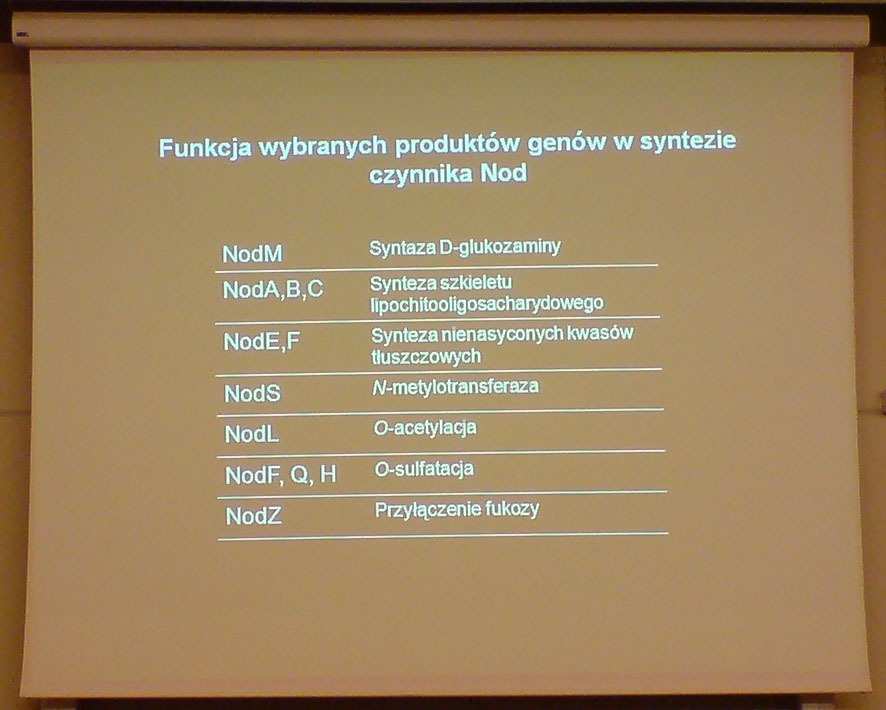 Funkcja wybranych produktów genów w syntezie
czynnika Nod
NodM Syntaza D-glukozaminy
NodA,B,C Synteza szkieletu
lipochitooligosacharydowego
NodE,F Synteza nienasyconych kwasów
tłuszczowych
NodS N-metylotransferaza
NodL O-acetylacja
NodF, Q, H O-sulfatacja
NodZ Przyłączenie fukozy